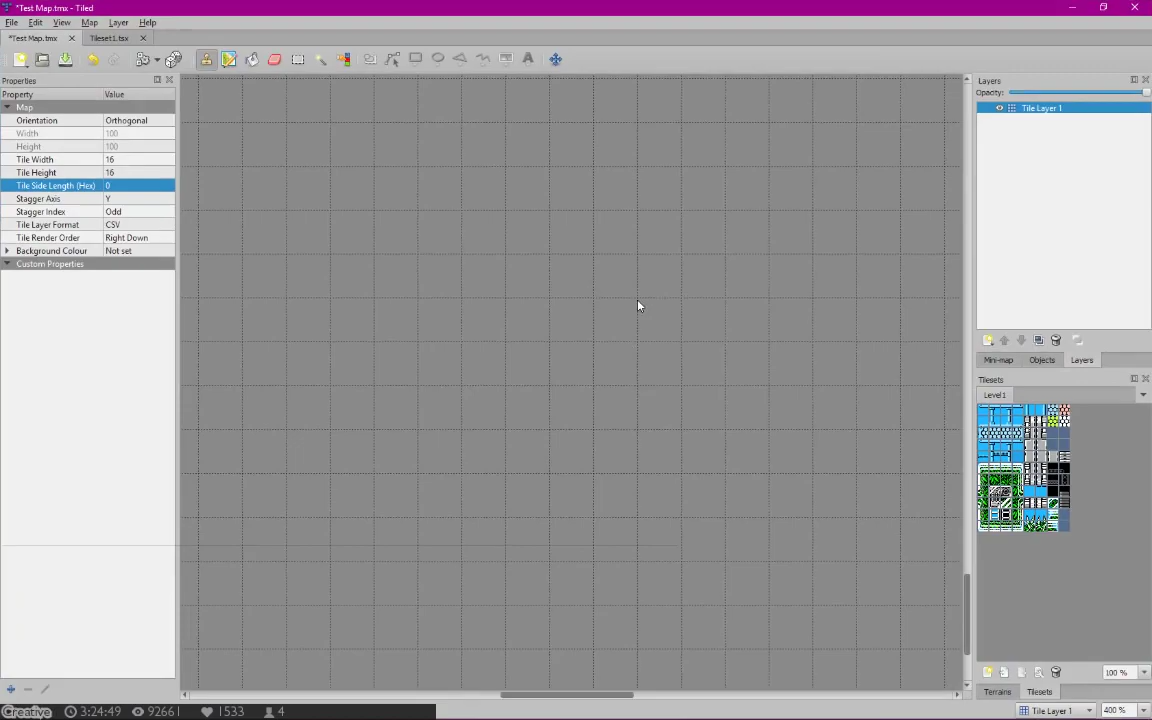 *Test Map.tmx - Tiled
File Edit View Map Layer Help
*Test Map.tmx Tileset1.tsx
Properties
Property Value
Map
Orientation Orthogonal
Width 100
Height 100
Tile Width 16
Tile Height 16
Tile Side Length (Hex) 0
Stagger Axis Y
Stagger Index Odd
Tile Layer Format CSV
Tile Render Order Right Down
Background Colour Not set
Custom Properties
Layers
Opacity:
Tile Layer 1
Mini-map Objects Layers
Tilesets
Level1
100 %
Terrains Tilesets
Creative 3:24:49 92661 1533 4
Tile Layer 1 400 %